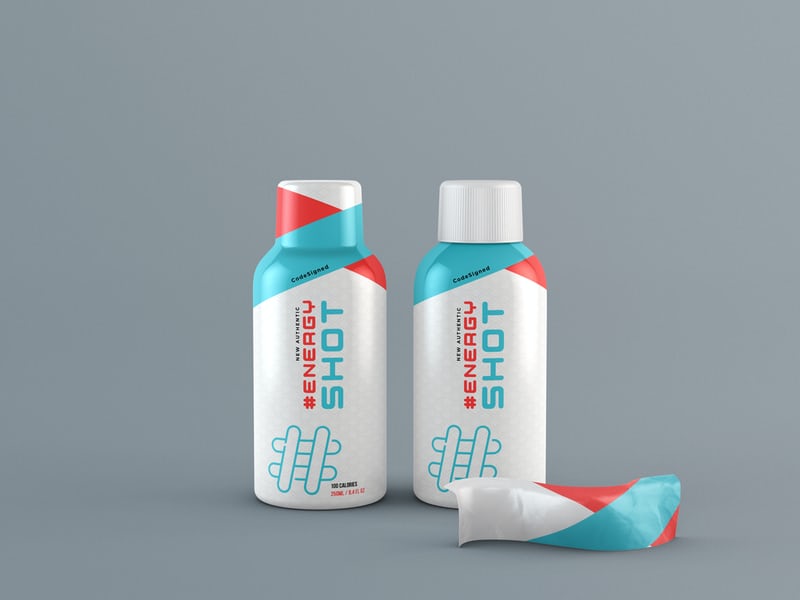 CodeSigned
NEW AUTHENTIC
#ENERGY
SHOT
100 CALORIES
250ML / 8.4 FL OZ
CodeSigned
NEW AUTHENTIC
#ENERGY
SHOT